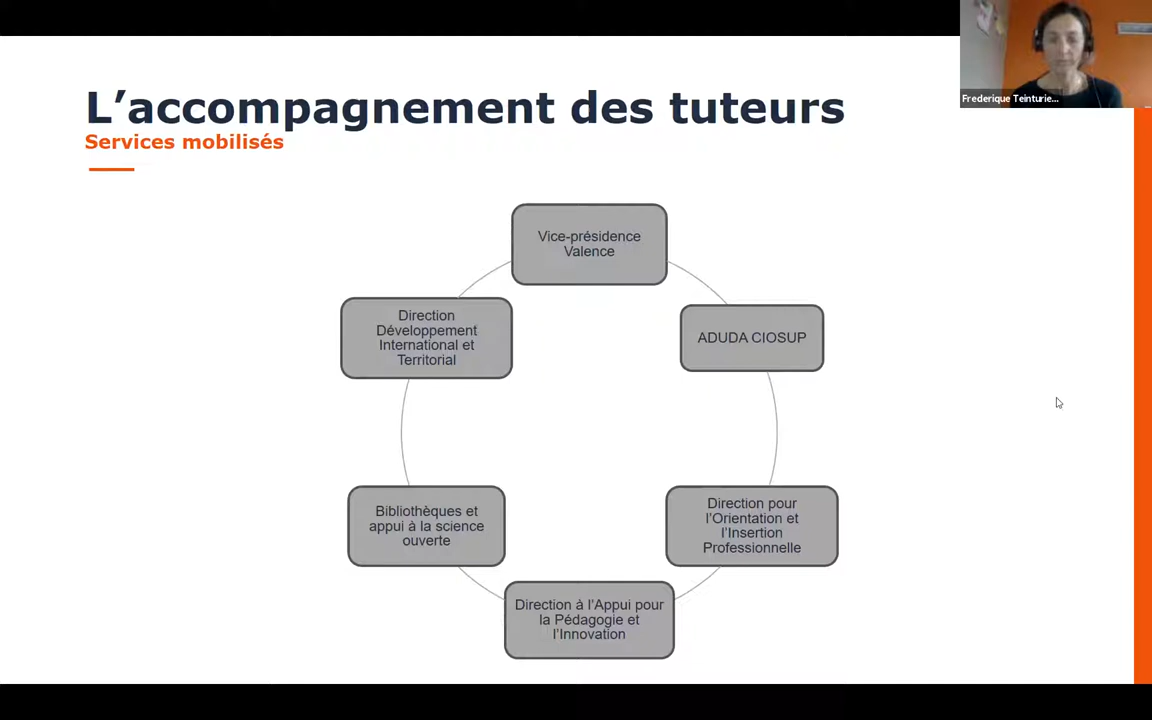 L’accompagnement des tuteurs
Services mobilisés
Frederique Teinturie...
Vice-présidence
Valence
ADUDA CIOSUP
Direction pour
l’Orientation et
l’Insertion
Professionnelle
Direction à l’Appui pour
la Pédagogie et
l’Innovation
Bibliothèques et
appui à la science
ouverte
Direction
Développement
International et
Territorial